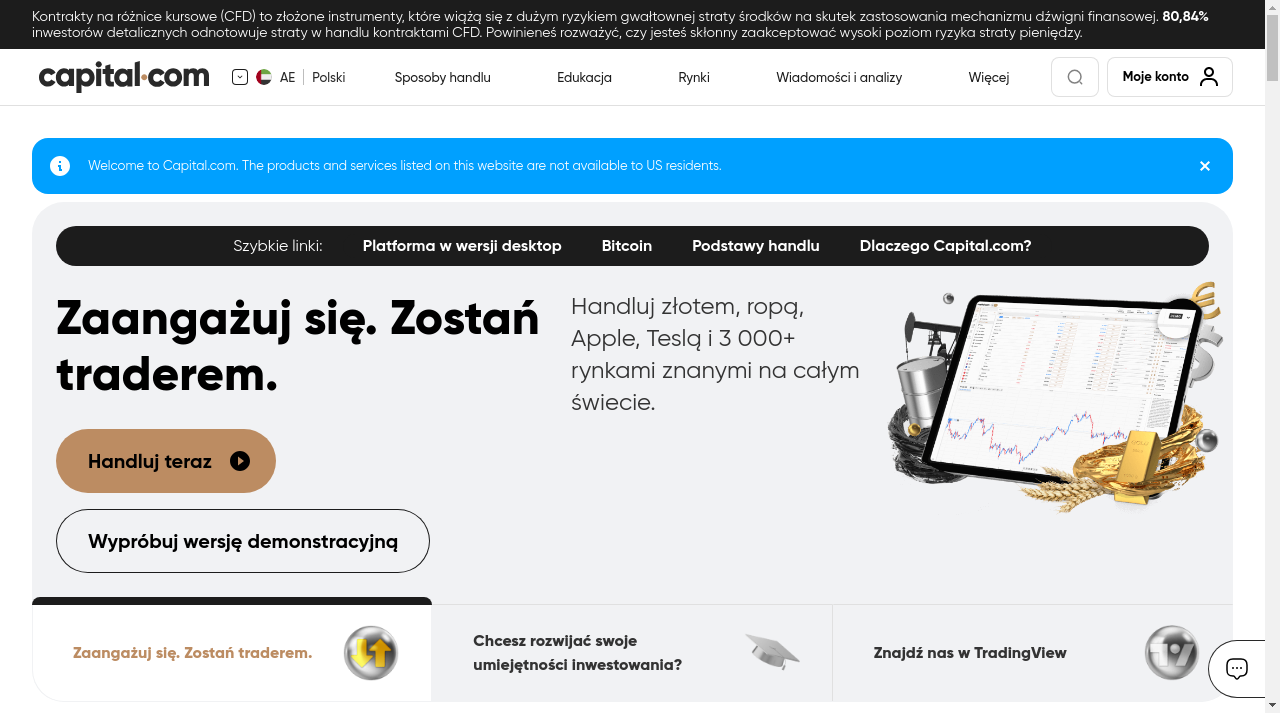 Kontrakty na różnice kursowe (CFD) to złożone instrumenty, które wiążą się z dużym ryzykiem gwałtownej straty środków na skutek zastosowania mechanizmu dźwigni finansowej. 80,84%
inwestorów detalicznych odnotowuje straty w handlu kontraktami CFD. Powinieneś rozważyć, czy jesteś skłonny zaakceptować wysoki poziom ryzyka straty pieniędzy.
capital.com
AE
Polski
Sposoby handlu
Edukacja
Rynki
Wiadomości i analizy
Więcej
Moje konto
Welcome to Capital.com. The products and services listed on this website are not available to US residents.
Szybkie linki:
Platforma w wersji desktop
Bitcoin
Podstawy handlu
Dlaczego Capital.com?
Zaangażuj się. Zostań
traderem.
Handluj złotem, ropą,
Apple, Teslą i 3 000+
rynkami znanymi na całym
świecie.
Handluj teraz
Wypróbuj wersję demonstracyjną
Zaangażuj się. Zostań traderem.
Chcesz rozwijać swoje
umiejętności inwestowania?
Znajdź nas w TradingView